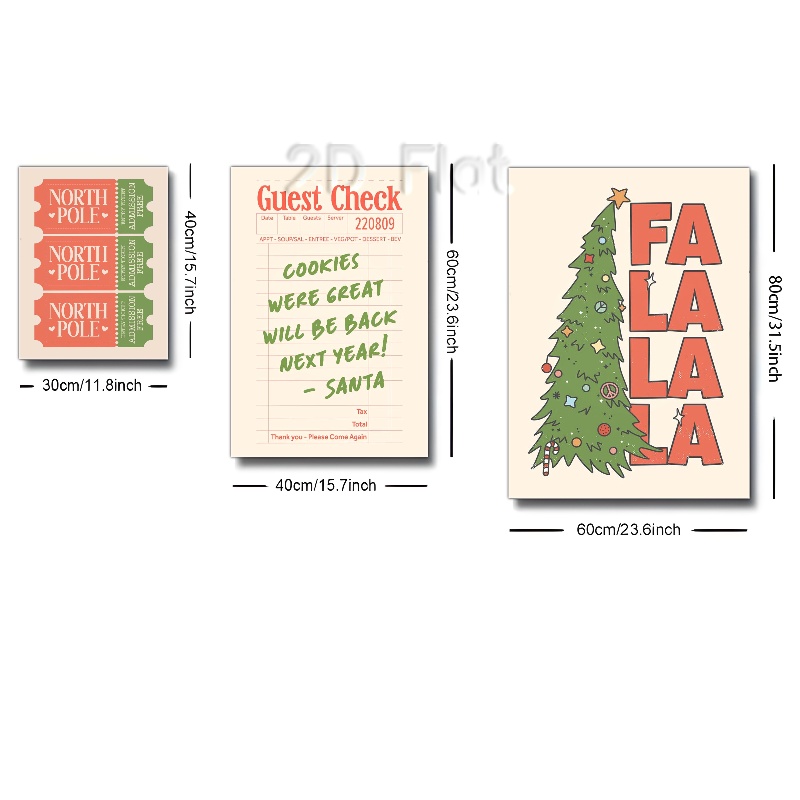 2D Flat
NORTH
POLE
ADMISSION
FREE
NORTH
POLE
ADMISSION
FREE
NORTH
POLE
ADMISSION
FREE
40cm/15.7inch
30cm/11.8inch
Guest Check
Date Table Guests Server
220809
APPT - SOUP/SAL - ENTREE - VEG/POT - DESSERT - BEV
COOKIES
WERE GREAT
WILL BE BACK
NEXT YEAR!
- SANTA
Tax
Total
Thank you - Please Come Again
60cm/23.6inch
40cm/15.7inch
FA
LA
LA
LA
80cm/31.5inch
60cm/23.6inch